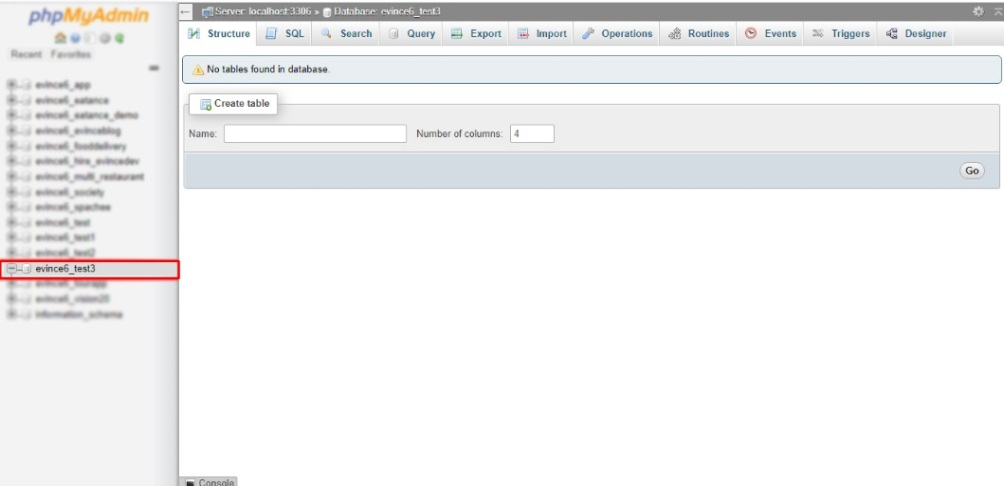 phpMyAdmin
Recent Favorites
evince6_app
evince6_eatance
evince6_eatance_demo
evince6_evinceblog
evince6_fooddelivery
evince6_hire_evincedev
evince6_multi_restaurant
evince6_society
evince6_spachee
evince6_test
evince6_test1
evince6_test2
evince6_test3
evince6_tourapp
evince6_vision20
information_schema
Server: localhost:3306 » Database: evince6_test3
Structure SQL Search Query Export Import Operations Routines Events Triggers Designer
No tables found in database.
Create table
Name: Number of columns: 4
Go
Console